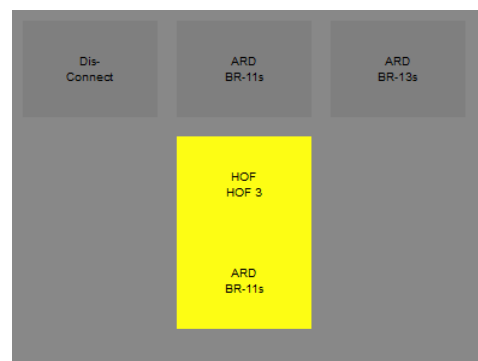 Dis-
Connect
ARD
BR-11s
ARD
BR-13s
HOF
HOF 3
ARD
BR-11s